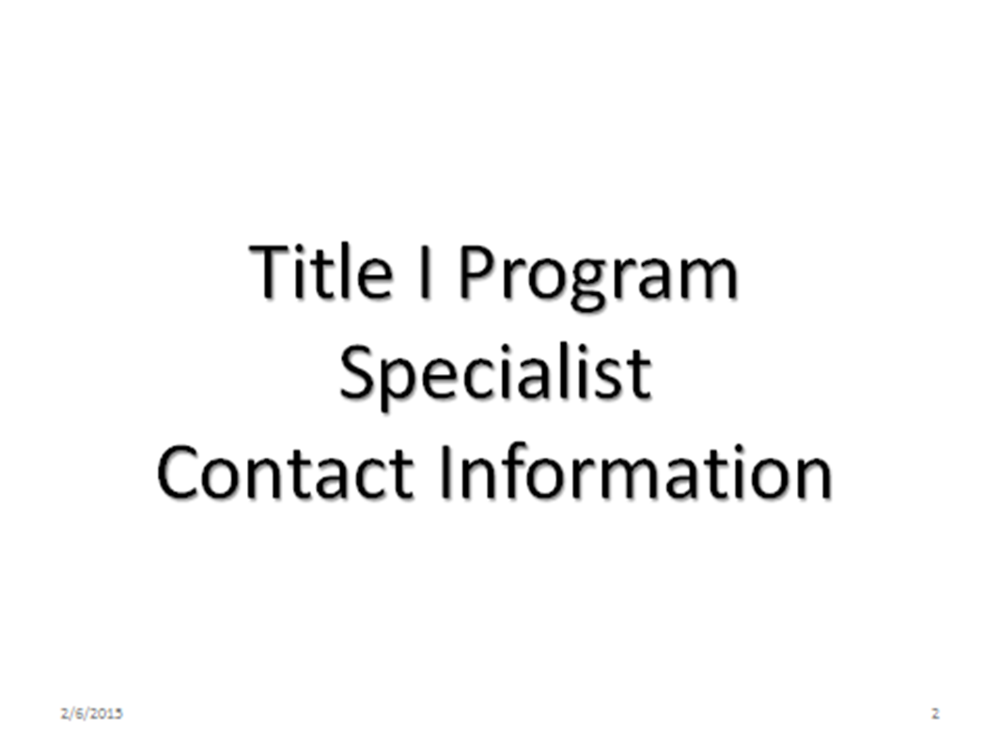 Title I Program
Specialist
Contact Information
2/6/2015
2